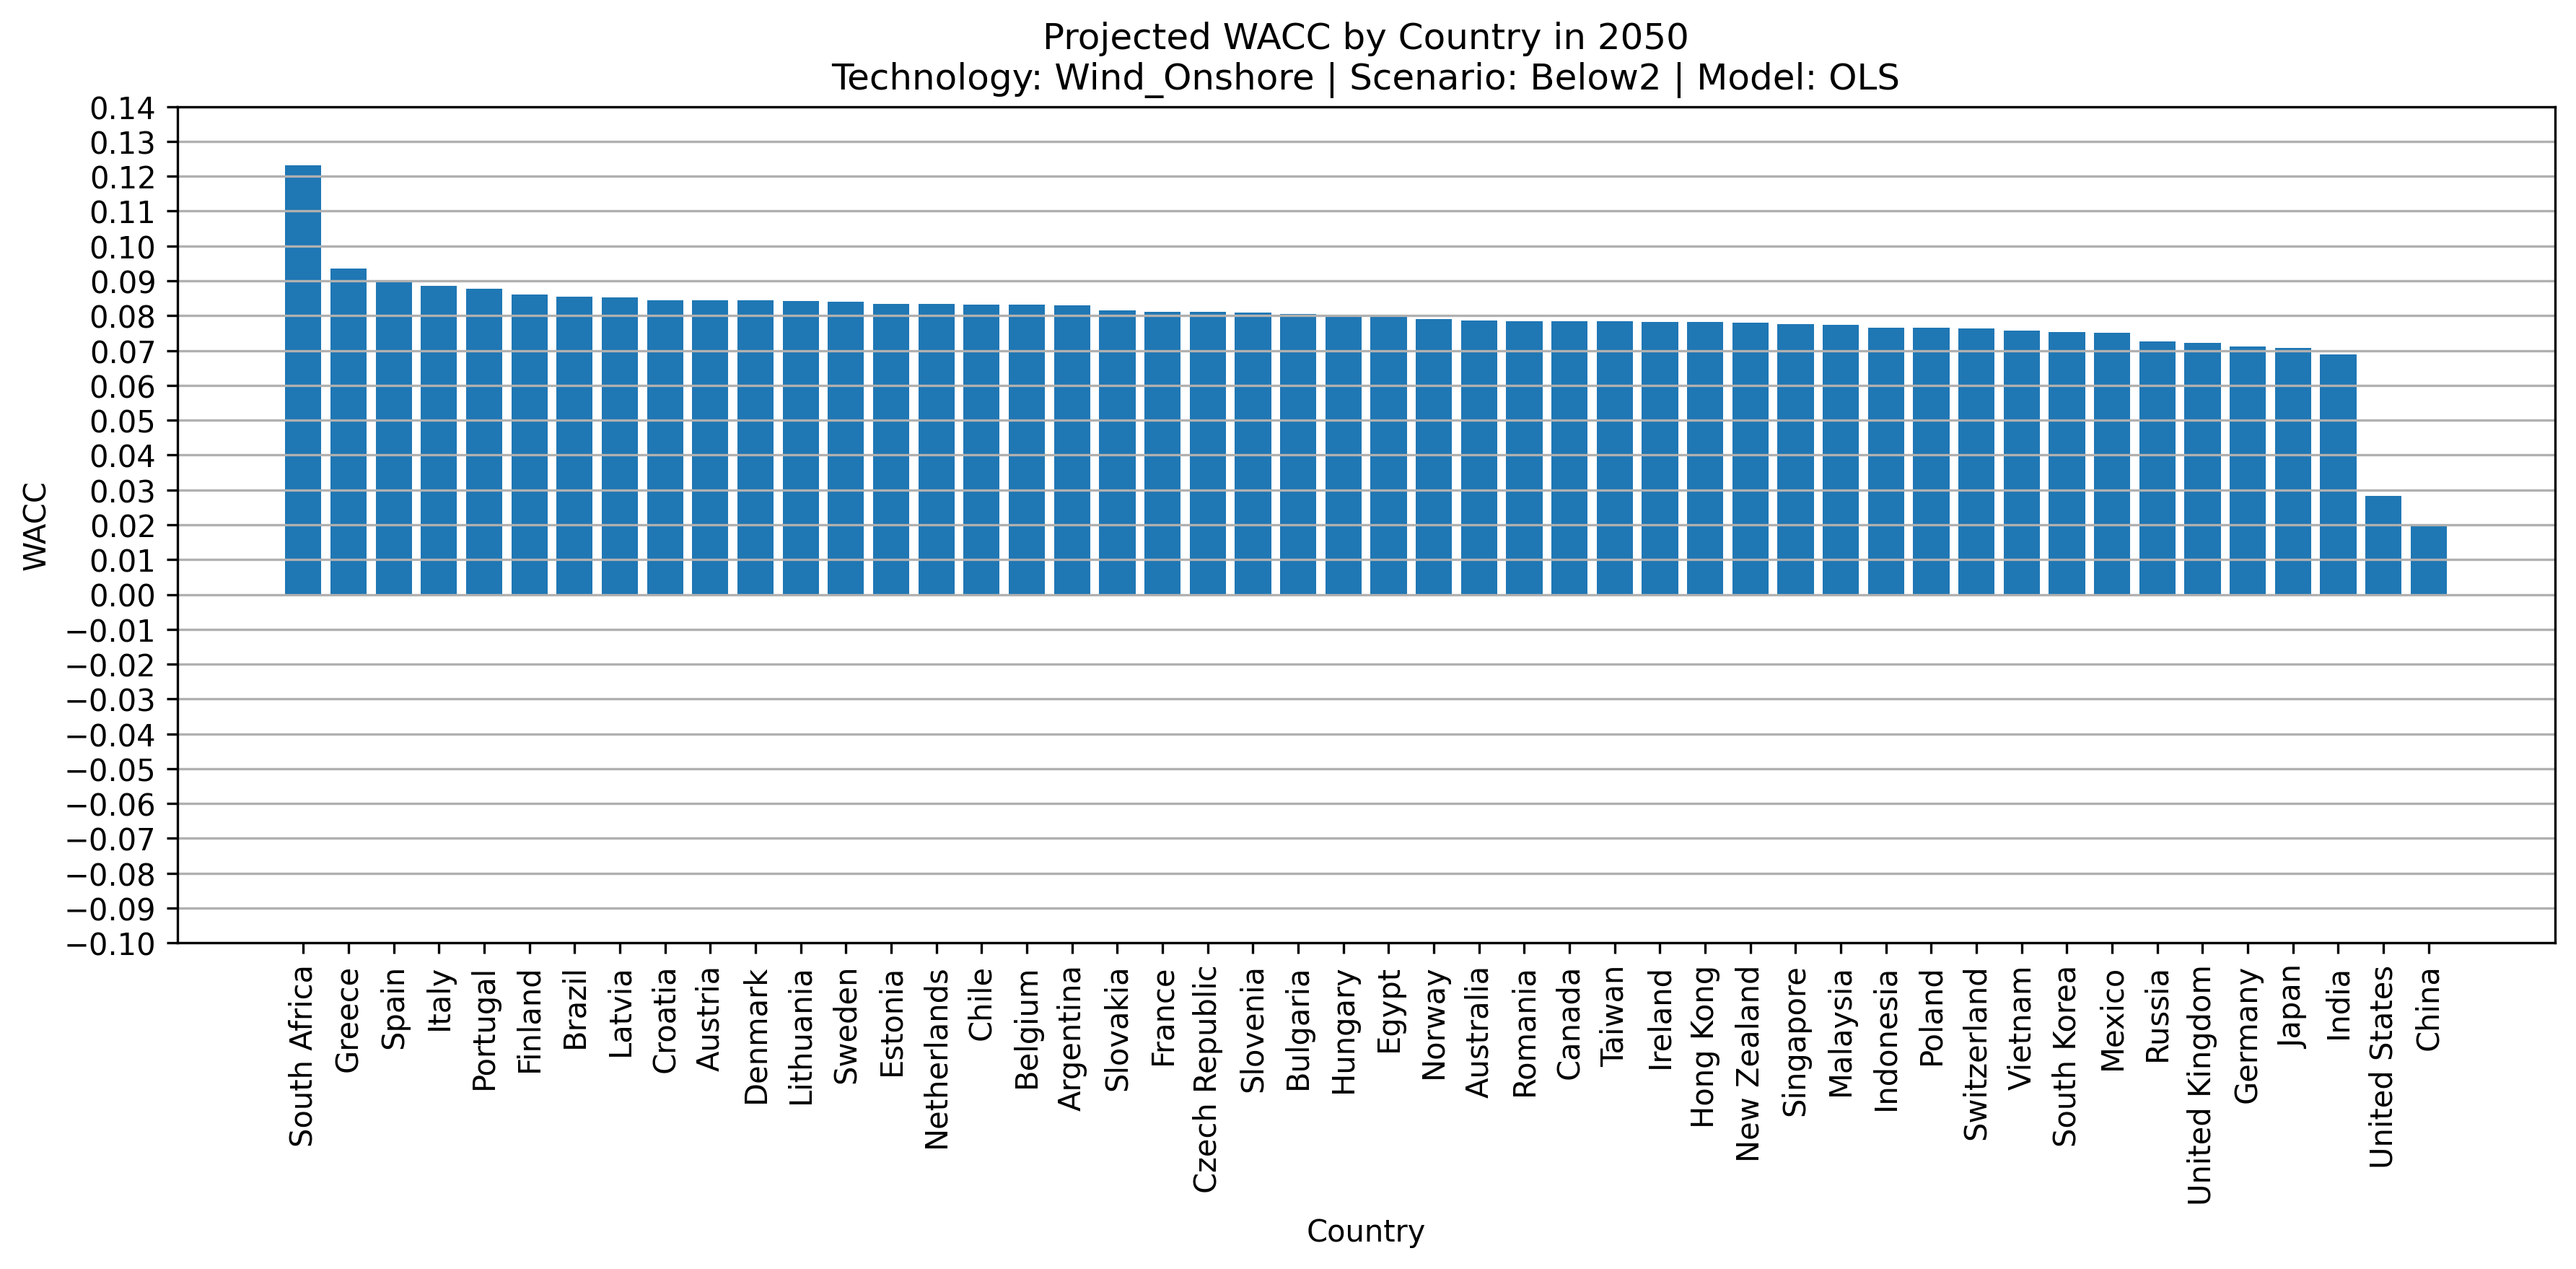 Projected WACC by Country in 2050
Technology: Wind_Onshore | Scenario: Below2 | Model: OLS
0.14
0.13
0.12
0.11
0.10
0.09
0.08
0.07
0.06
0.05
0.04
0.03
0.02
0.01
0.00
−0.01
−0.02
−0.03
−0.04
−0.05
−0.06
−0.07
−0.08
−0.09
−0.10
WACC
South Africa
Greece
Spain
Italy
Portugal
Finland
Brazil
Latvia
Croatia
Austria
Denmark
Lithuania
Sweden
Estonia
Netherlands
Chile
Belgium
Argentina
Slovakia
France
Czech Republic
Slovenia
Bulgaria
Hungary
Egypt
Norway
Australia
Romania
Canada
Taiwan
Ireland
Hong Kong
New Zealand
Singapore
Malaysia
Indonesia
Poland
Switzerland
Vietnam
South Korea
Mexico
Russia
United Kingdom
Germany
Japan
India
United States
China
Country